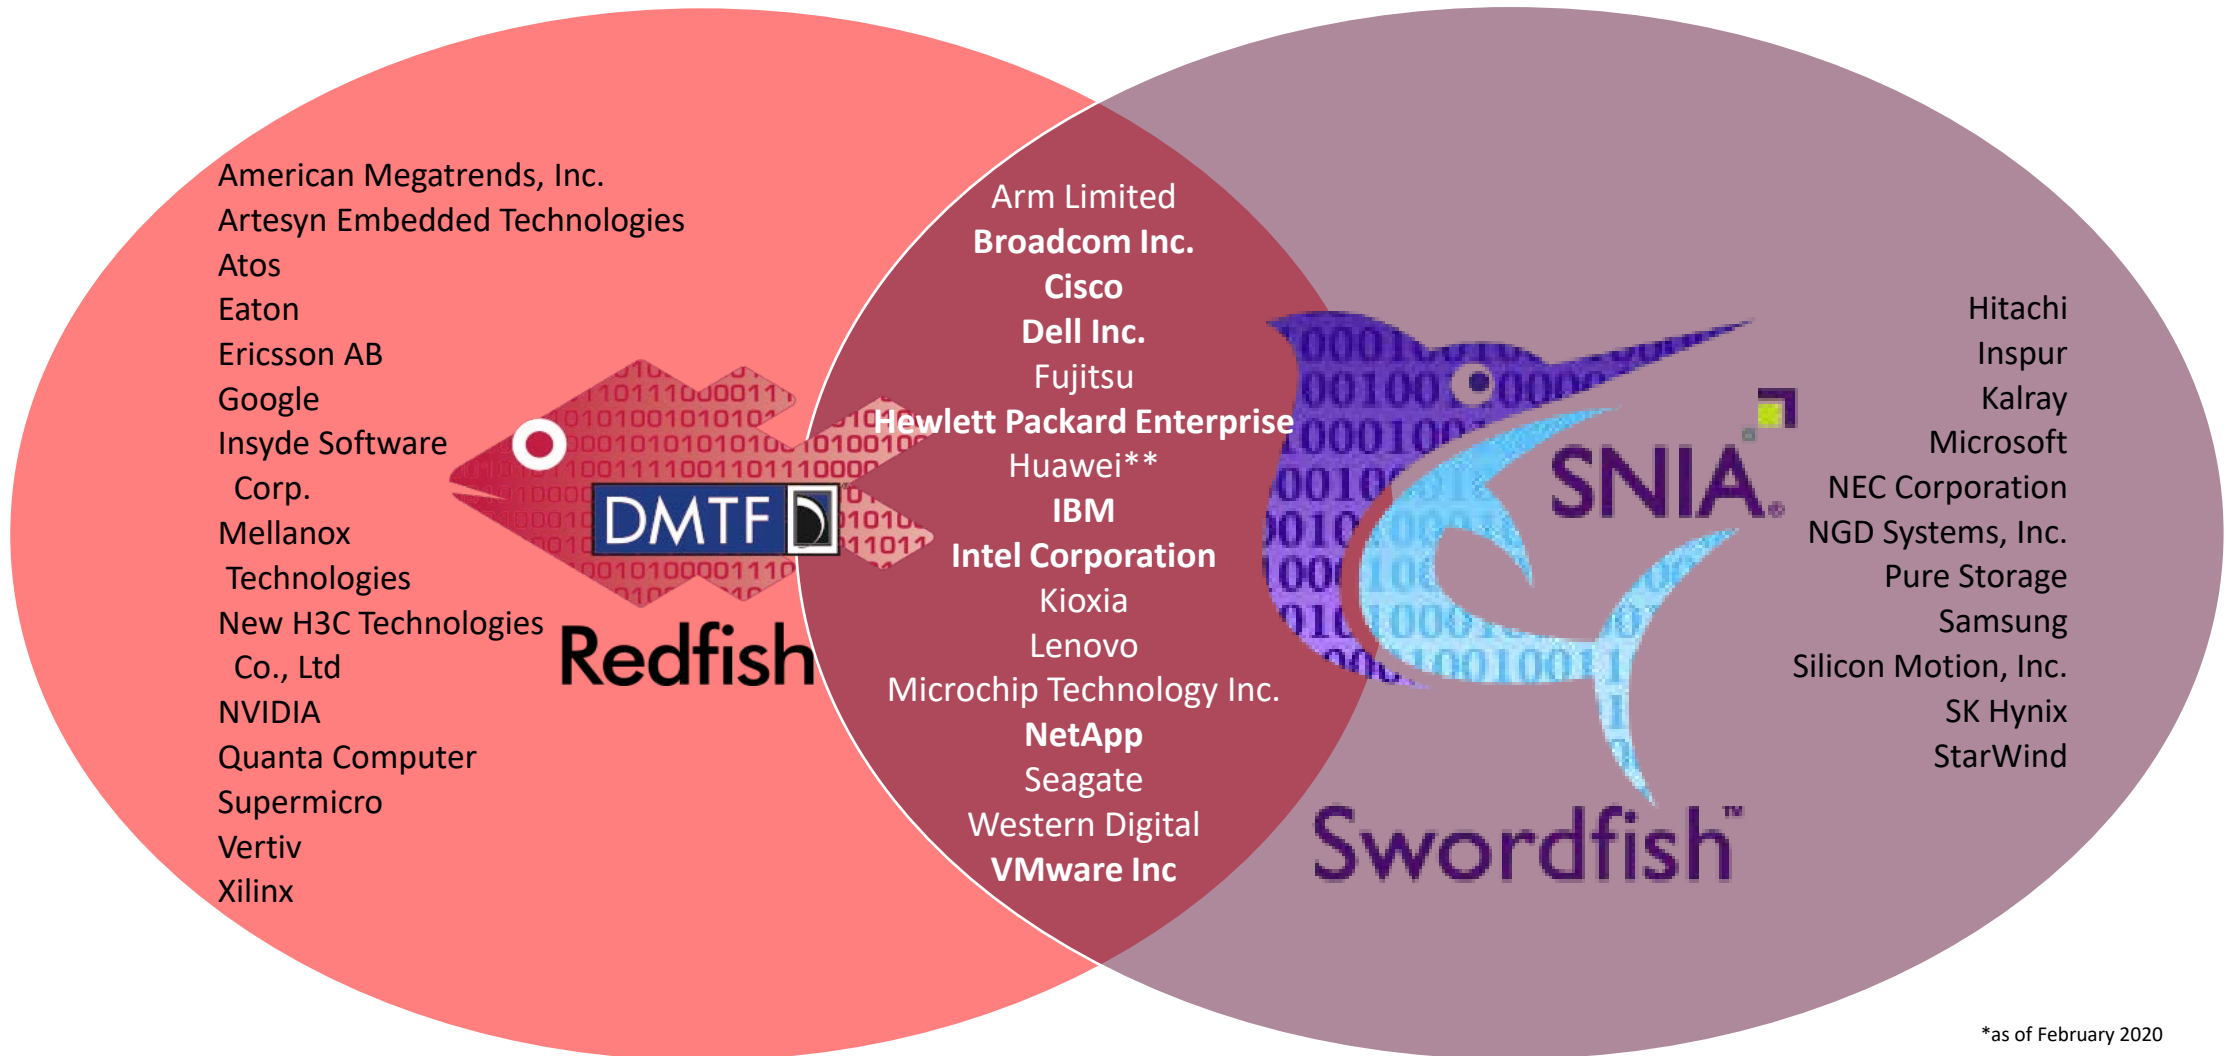 American Megatrends, Inc.
Artesyn Embedded Technologies
Atos
Eaton
Ericsson AB
Google
Insyde Software
Corp.
Mellanox
Technologies
New H3C Technologies
Co., Ltd
NVIDIA
Quanta Computer
Supermicro
Vertiv
Xilinx
DMTF
Redfish
Arm Limited
Broadcom Inc.
Cisco
Dell Inc.
Fujitsu
Hewlett Packard Enterprise
Huawei**
IBM
Intel Corporation
Kioxia
Lenovo
Microchip Technology Inc.
NetApp
Seagate
Western Digital
VMware Inc
SNIA®
Swordfish™
Hitachi
Inspur
Kalray
Microsoft
NEC Corporation
NGD Systems, Inc.
Pure Storage
Samsung
Silicon Motion, Inc.
SK Hynix
StarWind
*as of February 2020